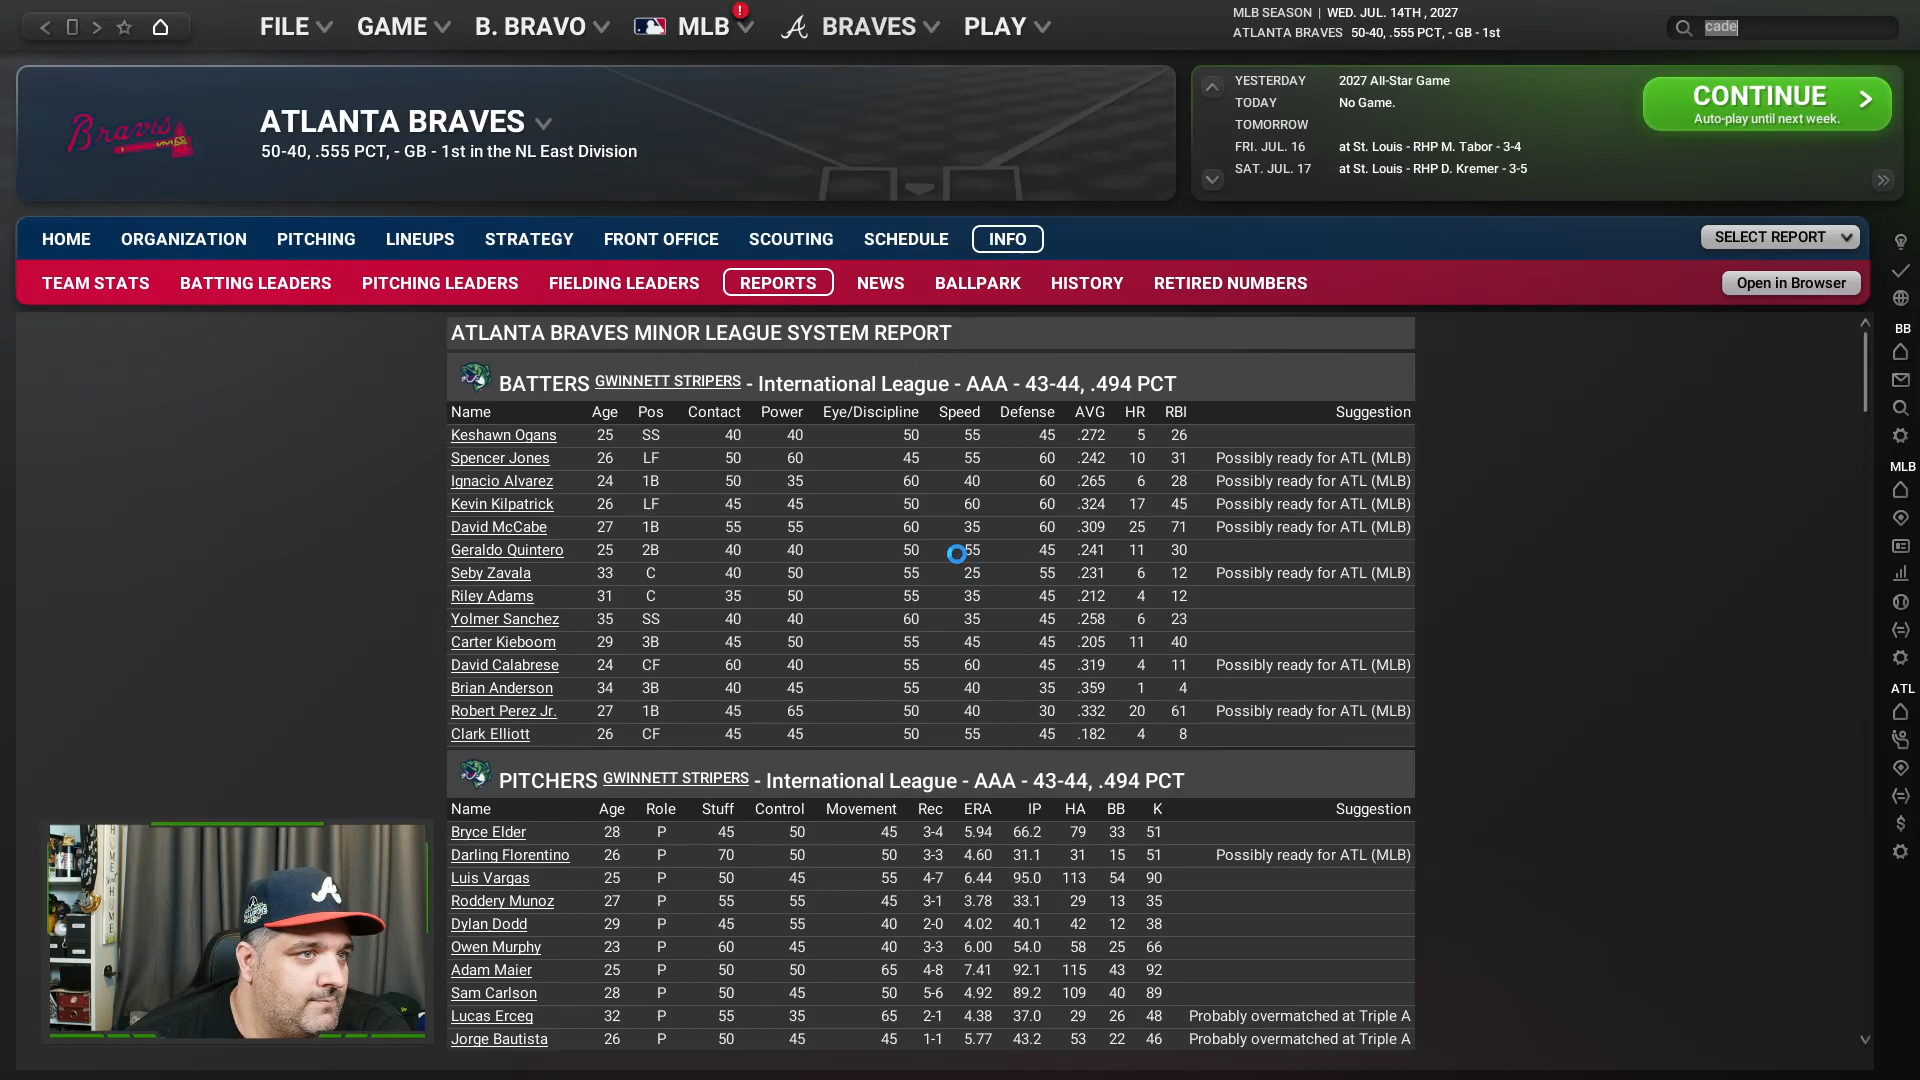 FILE GAME B. BRAVO MLB ! BRAVES PLAY
MLB SEASON | WED. JUL. 14TH , 2027
ATLANTA BRAVES 50-40, .555 PCT, - GB - 1st
cade
Braves
ATLANTA BRAVES
50-40, .555 PCT, - GB - 1st in the NL East Division
YESTERDAY 2027 All-Star Game
TODAY No Game.
TOMORROW
FRI. JUL. 16 at St. Louis - RHP M. Tabor - 3-4
SAT. JUL. 17 at St. Louis - RHP D. Kremer - 3-5
CONTINUE
Auto-play until next week.
HOME ORGANIZATION PITCHING LINEUPS STRATEGY FRONT OFFICE SCOUTING SCHEDULE INFO SELECT REPORT
TEAM STATS BATTING LEADERS PITCHING LEADERS FIELDING LEADERS REPORTS NEWS BALLPARK HISTORY RETIRED NUMBERS Open in Browser
ATLANTA BRAVES MINOR LEAGUE SYSTEM REPORT
BATTERS GWINNETT STRIPERS - International League - AAA - 43-44, .494 PCT
Name Age Pos Contact Power Eye/Discipline Speed Defense AVG HR RBI Suggestion
Keshawn Ogans 25 SS 40 40 50 55 45 .272 5 26
Spencer Jones 26 LF 50 60 45 55 60 .242 10 31 Possibly ready for ATL (MLB)
Ignacio Alvarez 24 1B 50 35 60 40 60 .265 6 28 Possibly ready for ATL (MLB)
Kevin Kilpatrick 26 LF 45 45 50 60 60 .324 17 45 Possibly ready for ATL (MLB)
David McCabe 27 1B 55 55 60 35 60 .309 25 71 Possibly ready for ATL (MLB)
Geraldo Quintero 25 2B 40 40 50 55 45 .241 11 30
Seby Zavala 33 C 40 50 55 25 55 .231 6 12 Possibly ready for ATL (MLB)
Riley Adams 31 C 35 50 55 35 45 .212 4 12
Yolmer Sanchez 35 SS 40 40 60 35 45 .258 6 23
Carter Kieboom 29 3B 45 50 55 45 45 .205 11 40
David Calabrese 24 CF 60 40 55 60 45 .319 4 11 Possibly ready for ATL (MLB)
Brian Anderson 34 3B 40 45 55 40 35 .359 1 4
Robert Perez Jr. 27 1B 45 65 50 40 30 .332 20 61 Possibly ready for ATL (MLB)
Clark Elliott 26 CF 45 45 50 55 45 .182 4 8
PITCHERS GWINNETT STRIPERS - International League - AAA - 43-44, .494 PCT
Name Age Role Stuff Control Movement Rec ERA IP HA BB K Suggestion
Bryce Elder 28 P 45 50 45 3-4 5.94 66.2 79 33 51
Darling Florentino 26 P 70 50 50 3-3 4.60 31.1 31 15 51 Possibly ready for ATL (MLB)
Luis Vargas 25 P 50 45 55 4-7 6.44 95.0 113 54 90
Roddery Munoz 27 P 55 55 45 3-1 3.78 33.1 29 13 35
Dylan Dodd 29 P 45 55 40 2-0 4.02 40.1 42 12 38
Owen Murphy 23 P 60 45 40 3-3 6.00 54.0 58 25 66
Adam Maier 25 P 50 50 65 4-8 7.41 92.1 115 43 92
Sam Carlson 28 P 50 45 50 5-6 4.92 89.2 109 40 89
Lucas Erceg 32 P 55 35 65 2-1 4.38 37.0 29 26 48 Probably overmatched at Triple A
Jorge Bautista 26 P 50 45 45 1-1 5.77 43.2 53 22 46 Probably overmatched at Triple A
BB
MLB
ATL